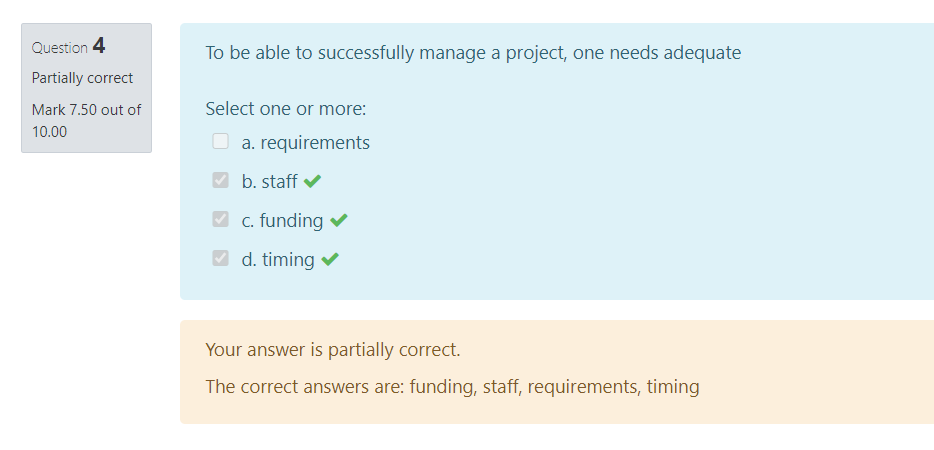 Question 4
Partially correct
Mark 7.50 out of
10.00
To be able to successfully manage a project, one needs adequate
Select one or more:
a. requirements
b. staff
c. funding
d. timing
Your answer is partially correct.
The correct answers are: funding, staff, requirements, timing